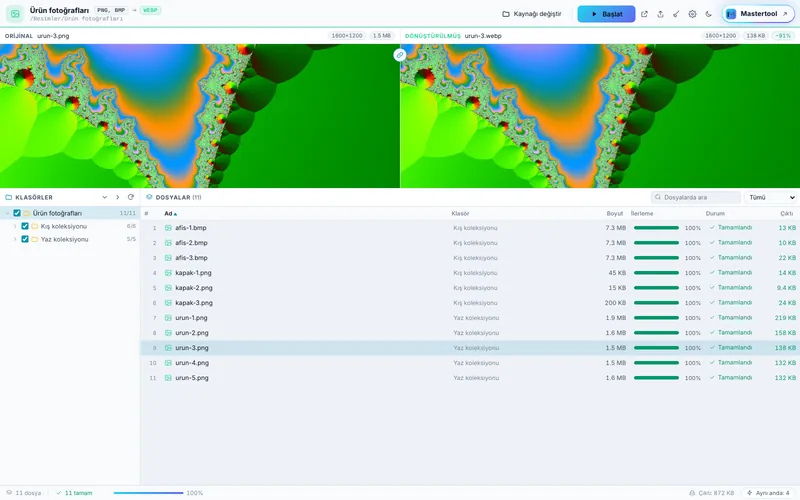 Ürün fotoğrafları PNG, BMP → WEBP
/Resimler/Ürün fotoğrafları
Kaynağı değiştir
Başlat
Mastertool
ORİJİNAL urun-3.png 1600×1200 1.5 MB
DÖNÜŞTÜRÜLMÜŞ urun-3.webp 1600×1200 138 KB -91%
KLASÖRLER
Ürün fotoğrafları 11/11
Kış koleksiyonu 6/6
Yaz koleksiyonu 5/5
DOSYALAR (11) Dosyalarda ara Tümü
# Ad Klasör Boyut İlerleme Durum Çıktı
1 afis-1.bmp Kış koleksiyonu 7.3 MB 100% Tamamlandı 13 KB
2 afis-2.bmp Kış koleksiyonu 7.3 MB 100% Tamamlandı 10 KB
3 afis-3.bmp Kış koleksiyonu 7.3 MB 100% Tamamlandı 22 KB
4 kapak-1.png Kış koleksiyonu 45 KB 100% Tamamlandı 14 KB
5 kapak-2.png Kış koleksiyonu 15 KB 100% Tamamlandı 9.4 KB
6 kapak-3.png Kış koleksiyonu 200 KB 100% Tamamlandı 24 KB
7 urun-1.png Yaz koleksiyonu 1.9 MB 100% Tamamlandı 219 KB
8 urun-2.png Yaz koleksiyonu 1.6 MB 100% Tamamlandı 158 KB
9 urun-3.png Yaz koleksiyonu 1.5 MB 100% Tamamlandı 138 KB
10 urun-4.png Yaz koleksiyonu 1.5 MB 100% Tamamlandı 132 KB
11 urun-5.png Yaz koleksiyonu 1.6 MB 100% Tamamlandı 132 KB
11 dosya 11 tamam 100% Çıktı: 872 KB Aynı anda: 4